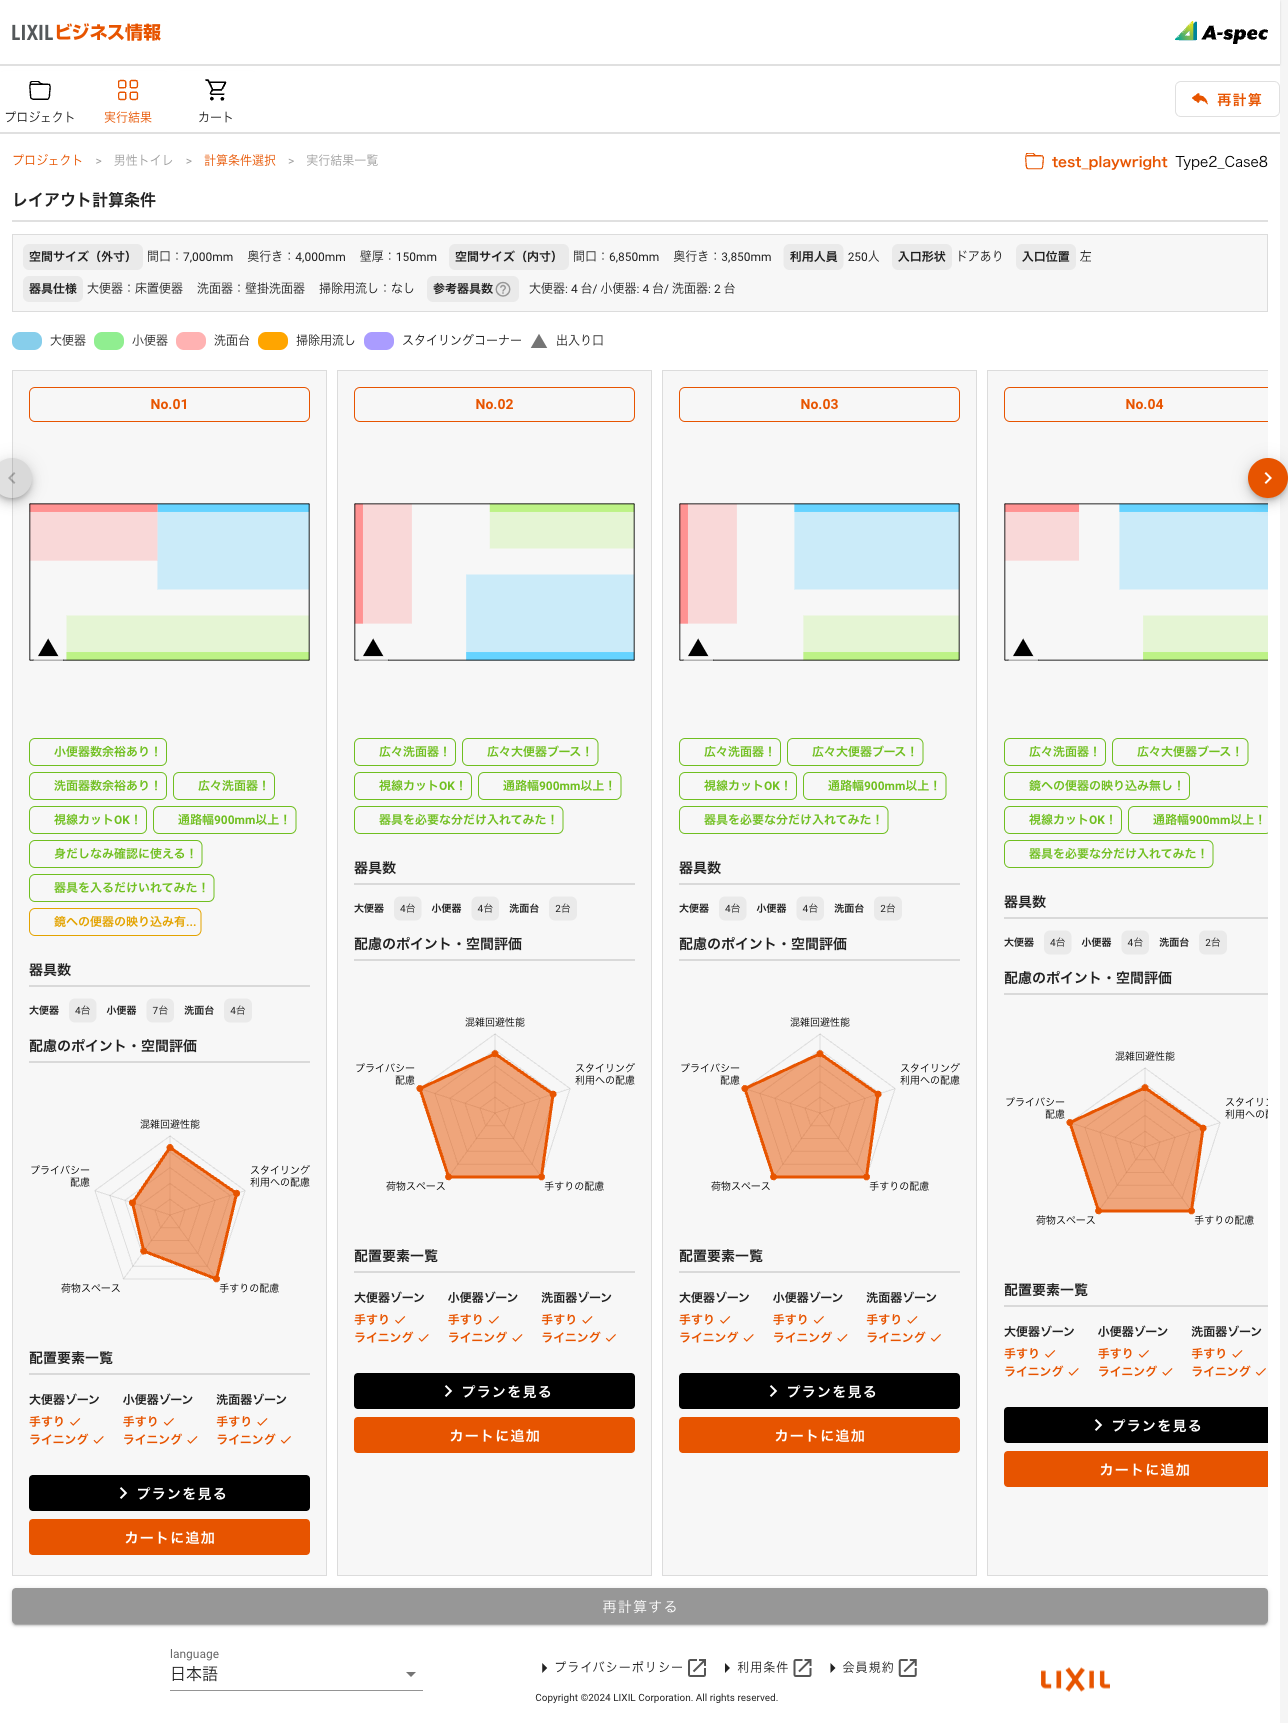 LIXILビジネス情報
A-spec
プロジェクト
実行結果
カート
再計算
プロジェクト > 男性トイレ > 計算条件選択 > 実行結果一覧
test_playwright Type2_Case8
レイアウト計算条件
空間サイズ（外寸） 間口：7,000mm 奥行き：4,000mm 壁厚：150mm 空間サイズ（内寸） 間口：6,850mm 奥行き：3,850mm 利用人員 250人 入口形状 ドアあり 入口位置 左
器具仕様 大便器：床置便器 洗面器：壁掛洗面器 掃除用流し：なし 参考器具数 ? 大便器: 4 台/ 小便器: 4 台/ 洗面器: 2 台
大便器 小便器 洗面台 掃除用流し スタイリングコーナー 出入り口
No.01
小便器数余裕あり！
洗面器数余裕あり！ 広々洗面器！
視線カットOK！ 通路幅900mm以上！
身だしなみ確認に使える！
器具を入るだけいれてみた！
鏡への便器の映り込み有...
器具数
大便器 4台 小便器 7台 洗面台 4台
配慮のポイント・空間評価
混雑回避性能
プライバシー
配慮
スタイリング
利用への配慮
荷物スペース
手すりの配慮
配置要素一覧
大便器ゾーン 小便器ゾーン 洗面器ゾーン
手すり 手すり 手すり
ライニング ライニング ライニング
プランを見る
カートに追加
No.02
広々洗面器！ 広々大便器ブース！
視線カットOK！ 通路幅900mm以上！
器具を必要な分だけ入れてみた！
器具数
大便器 4台 小便器 4台 洗面台 2台
配慮のポイント・空間評価
混雑回避性能
プライバシー
配慮
スタイリング
利用への配慮
荷物スペース
手すりの配慮
配置要素一覧
大便器ゾーン 小便器ゾーン 洗面器ゾーン
手すり 手すり 手すり
ライニング ライニング ライニング
プランを見る
カートに追加
No.03
広々洗面器！ 広々大便器ブース！
視線カットOK！ 通路幅900mm以上！
器具を必要な分だけ入れてみた！
器具数
大便器 4台 小便器 4台 洗面台 2台
配慮のポイント・空間評価
混雑回避性能
プライバシー
配慮
スタイリング
利用への配慮
荷物スペース
手すりの配慮
配置要素一覧
大便器ゾーン 小便器ゾーン 洗面器ゾーン
手すり 手すり 手すり
ライニング ライニング ライニング
プランを見る
カートに追加
No.04
広々洗面器！ 広々大便器ブース！
鏡への便器の映り込み無し！
視線カットOK！ 通路幅900mm以上！
器具を必要な分だけ入れてみた！
器具数
大便器 4台 小便器 4台 洗面台 2台
配慮のポイント・空間評価
混雑回避性能
プライバシー
配慮
スタイリン
利用への配
荷物スペース
手すりの配慮
配置要素一覧
大便器ゾーン 小便器ゾーン 洗面器ゾーン
手すり 手すり 手すり
ライニング ライニング ライニング
プランを見る
カートに追加
再計算する
language
日本語
プライバシーポリシー 利用条件 会員規約
Copyright ©2024 LIXIL Corporation. All rights reserved.
LIXIL